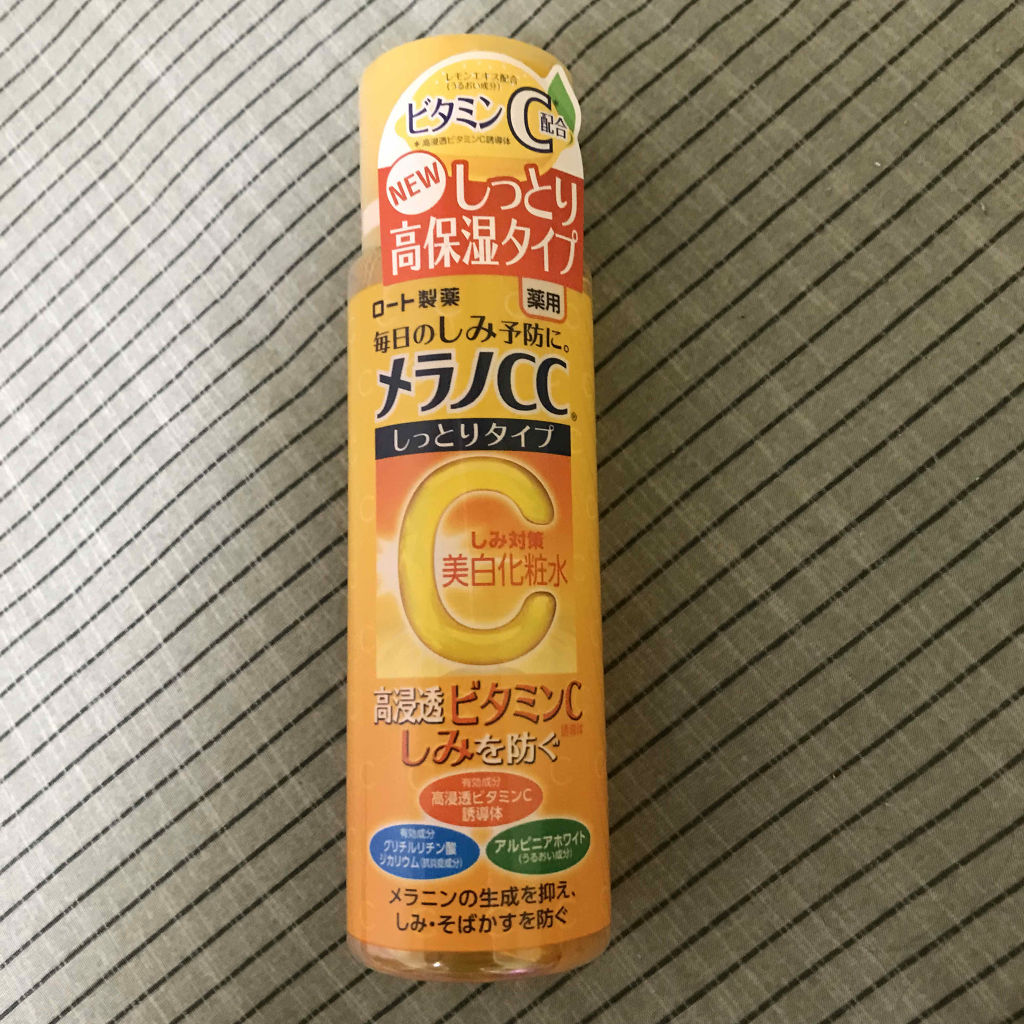 レモンエキス配合
(うるおい成分)
ビタミンC配合
*高浸透ビタミンC誘導体
NEW しっとり
高保湿タイプ
ロート製薬 薬用
毎日のしみ予防に。
メラノCC®
しっとりタイプ
C
しみ対策
美白化粧水
高浸透ビタミンC
誘導体
しみを防ぐ
有効成分
高浸透ビタミンC
誘導体
有効成分
グリチルリチン酸
ジカリウム(抗炎症成分)
アルピニアホワイト
(うるおい成分)
メラニンの生成を抑え、
しみ・そばかすを防ぐ